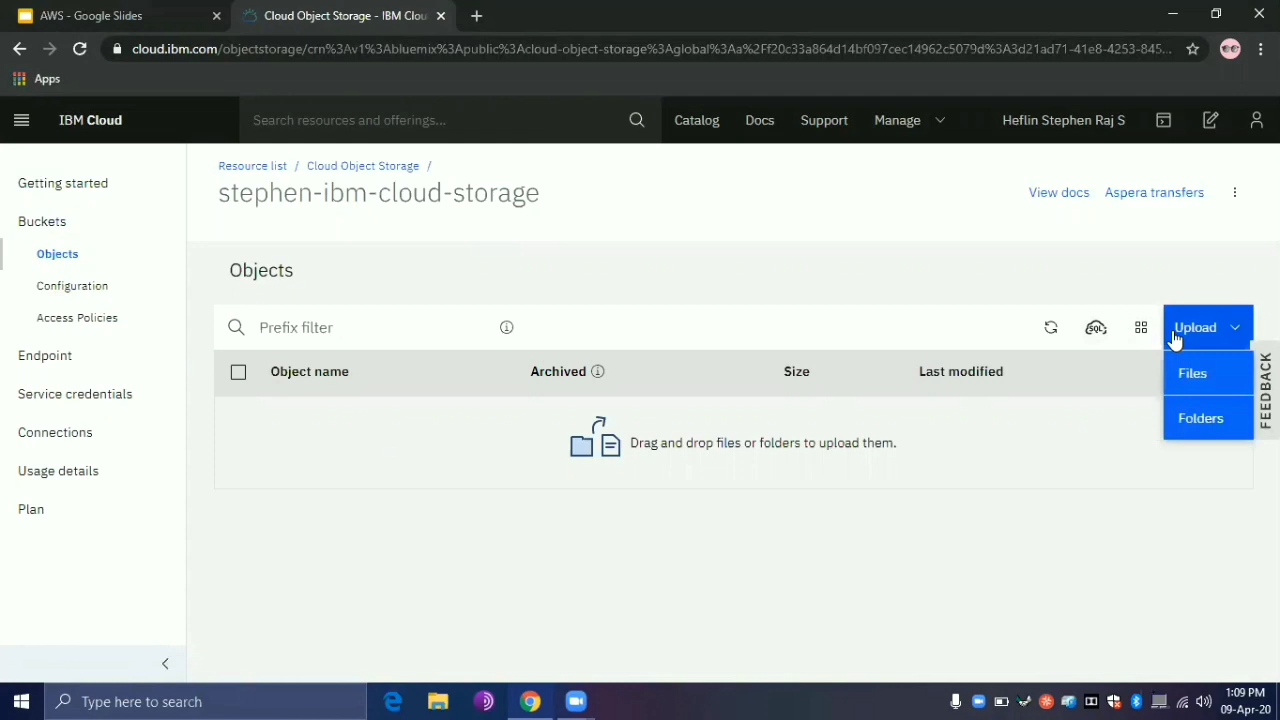 AWS - Google Slides
Cloud Object Storage - IBM Clou
cloud.ibm.com/objectstorage/crn%3Av1%3Abluemix%3Apublic%3Acloud-object-storage%3Aglobal%3Aa%2Ff20c33a864d14bf097cec14962c5079d%3A3d21ad71-41e8-4253-845...
Apps
IBM Cloud
Search resources and offerings...
Catalog
Docs
Support
Manage
Heflin Stephen Raj S
Getting started
Buckets
Objects
Configuration
Access Policies
Endpoint
Service credentials
Connections
Usage details
Plan
Resource list / Cloud Object Storage /
stephen-ibm-cloud-storage
View docs
Aspera transfers
Objects
Prefix filter
SQL
Upload
Files
Folders
FEEDBACK
Object name
Archived
Size
Last modified
Drag and drop files or folders to upload them.
Type here to search
1:09 PM
09-Apr-20